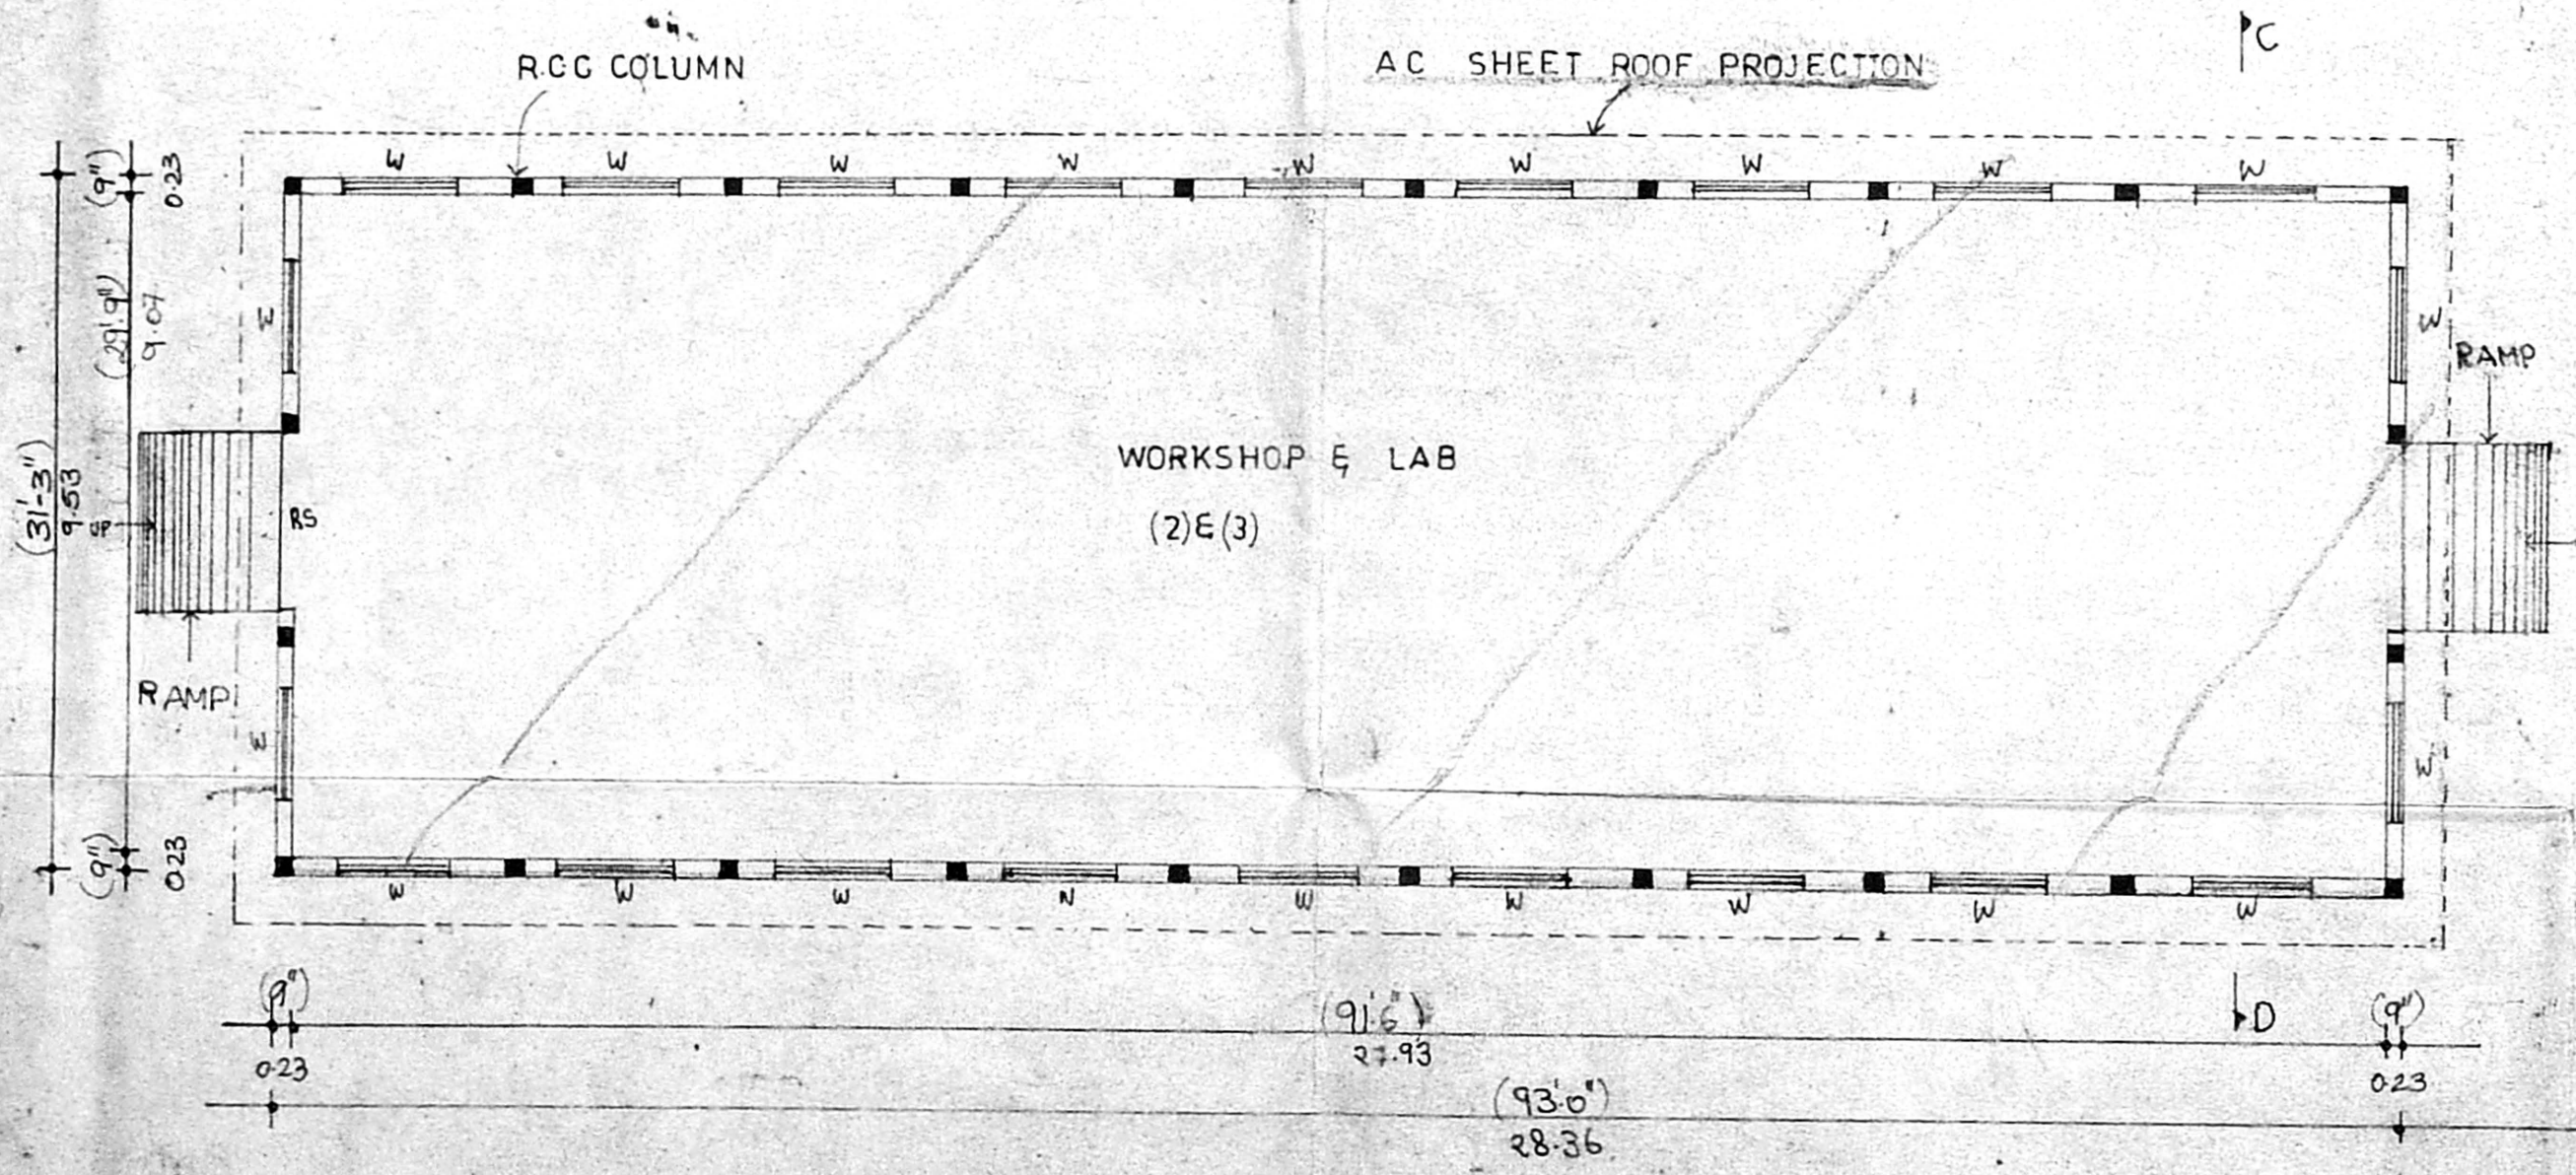 C
R.C.C COLUMN
AC SHEET ROOF PROJECTION
(9")
0.23
W W W W W W W W W
(29'.9")
9.07
W
W
RAMP
(31'-3")
9.53
UP
RS
WORKSHOP & LAB
(2)&(3)
RAMP
W
W
(9")
0.23
W W W N W W W W W
(9")
0.23
(91'.6")
27.93
D
(9")
0.23
(93'.0")
28.36